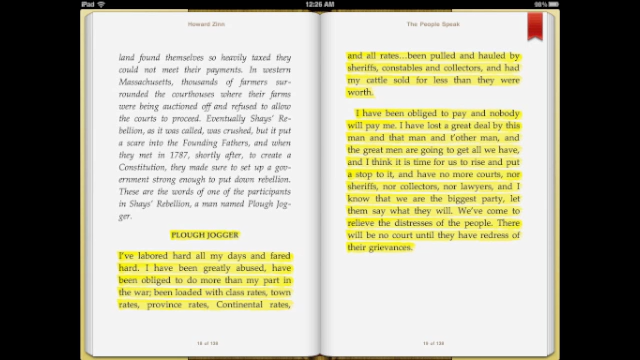 iPad
12:26 AM
98%
Howard Zinn
land found themselves so heavily taxed they
could not meet their payments. In western
Massachusetts, thousands of farmers sur-
rounded the courthouses where their farms
were being auctioned off and refused to allow
the courts to proceed. Eventually Shays' Re-
bellion, as it was called, was crushed, but it put
a scare into the Founding Fathers, and when
they met in 1787, shortly after, to create a
Constitution, they made sure to set up a gov-
ernment strong enough to put down rebellion.
These are the words of one of the participants
in Shays' Rebellion, a man named Plough Jog-
ger.
PLOUGH JOGGER
I've labored hard all my days and fared
hard. I have been greatly abused, have
been obliged to do more than my part in
the war; been loaded with class rates, town
rates, province rates, Continental rates,
18 of 138
The People Speak
and all rates...been pulled and hauled by
sheriffs, constables and collectors, and had
my cattle sold for less than they were
worth.
I have been obliged to pay and nobody
will pay me. I have lost a great deal by this
man and that man and t'other man, and
the great men are going to get all we have,
and I think it is time for us to rise and put
a stop to it, and have no more courts, nor
sheriffs, nor collectors, nor lawyers, and I
know that we are the biggest party, let
them say what they will. We've come to
relieve the distresses of the people. There
will be no court until they have redress of
their grievances.
19 of 138